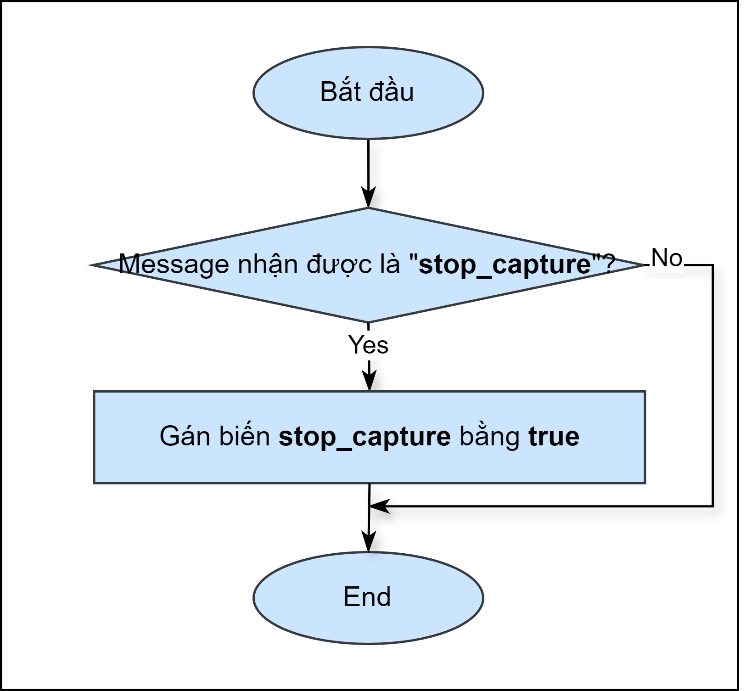 Bắt đầu
Message nhận được là "stop_capture"?
No
Yes
Gán biến stop_capture bằng true
End